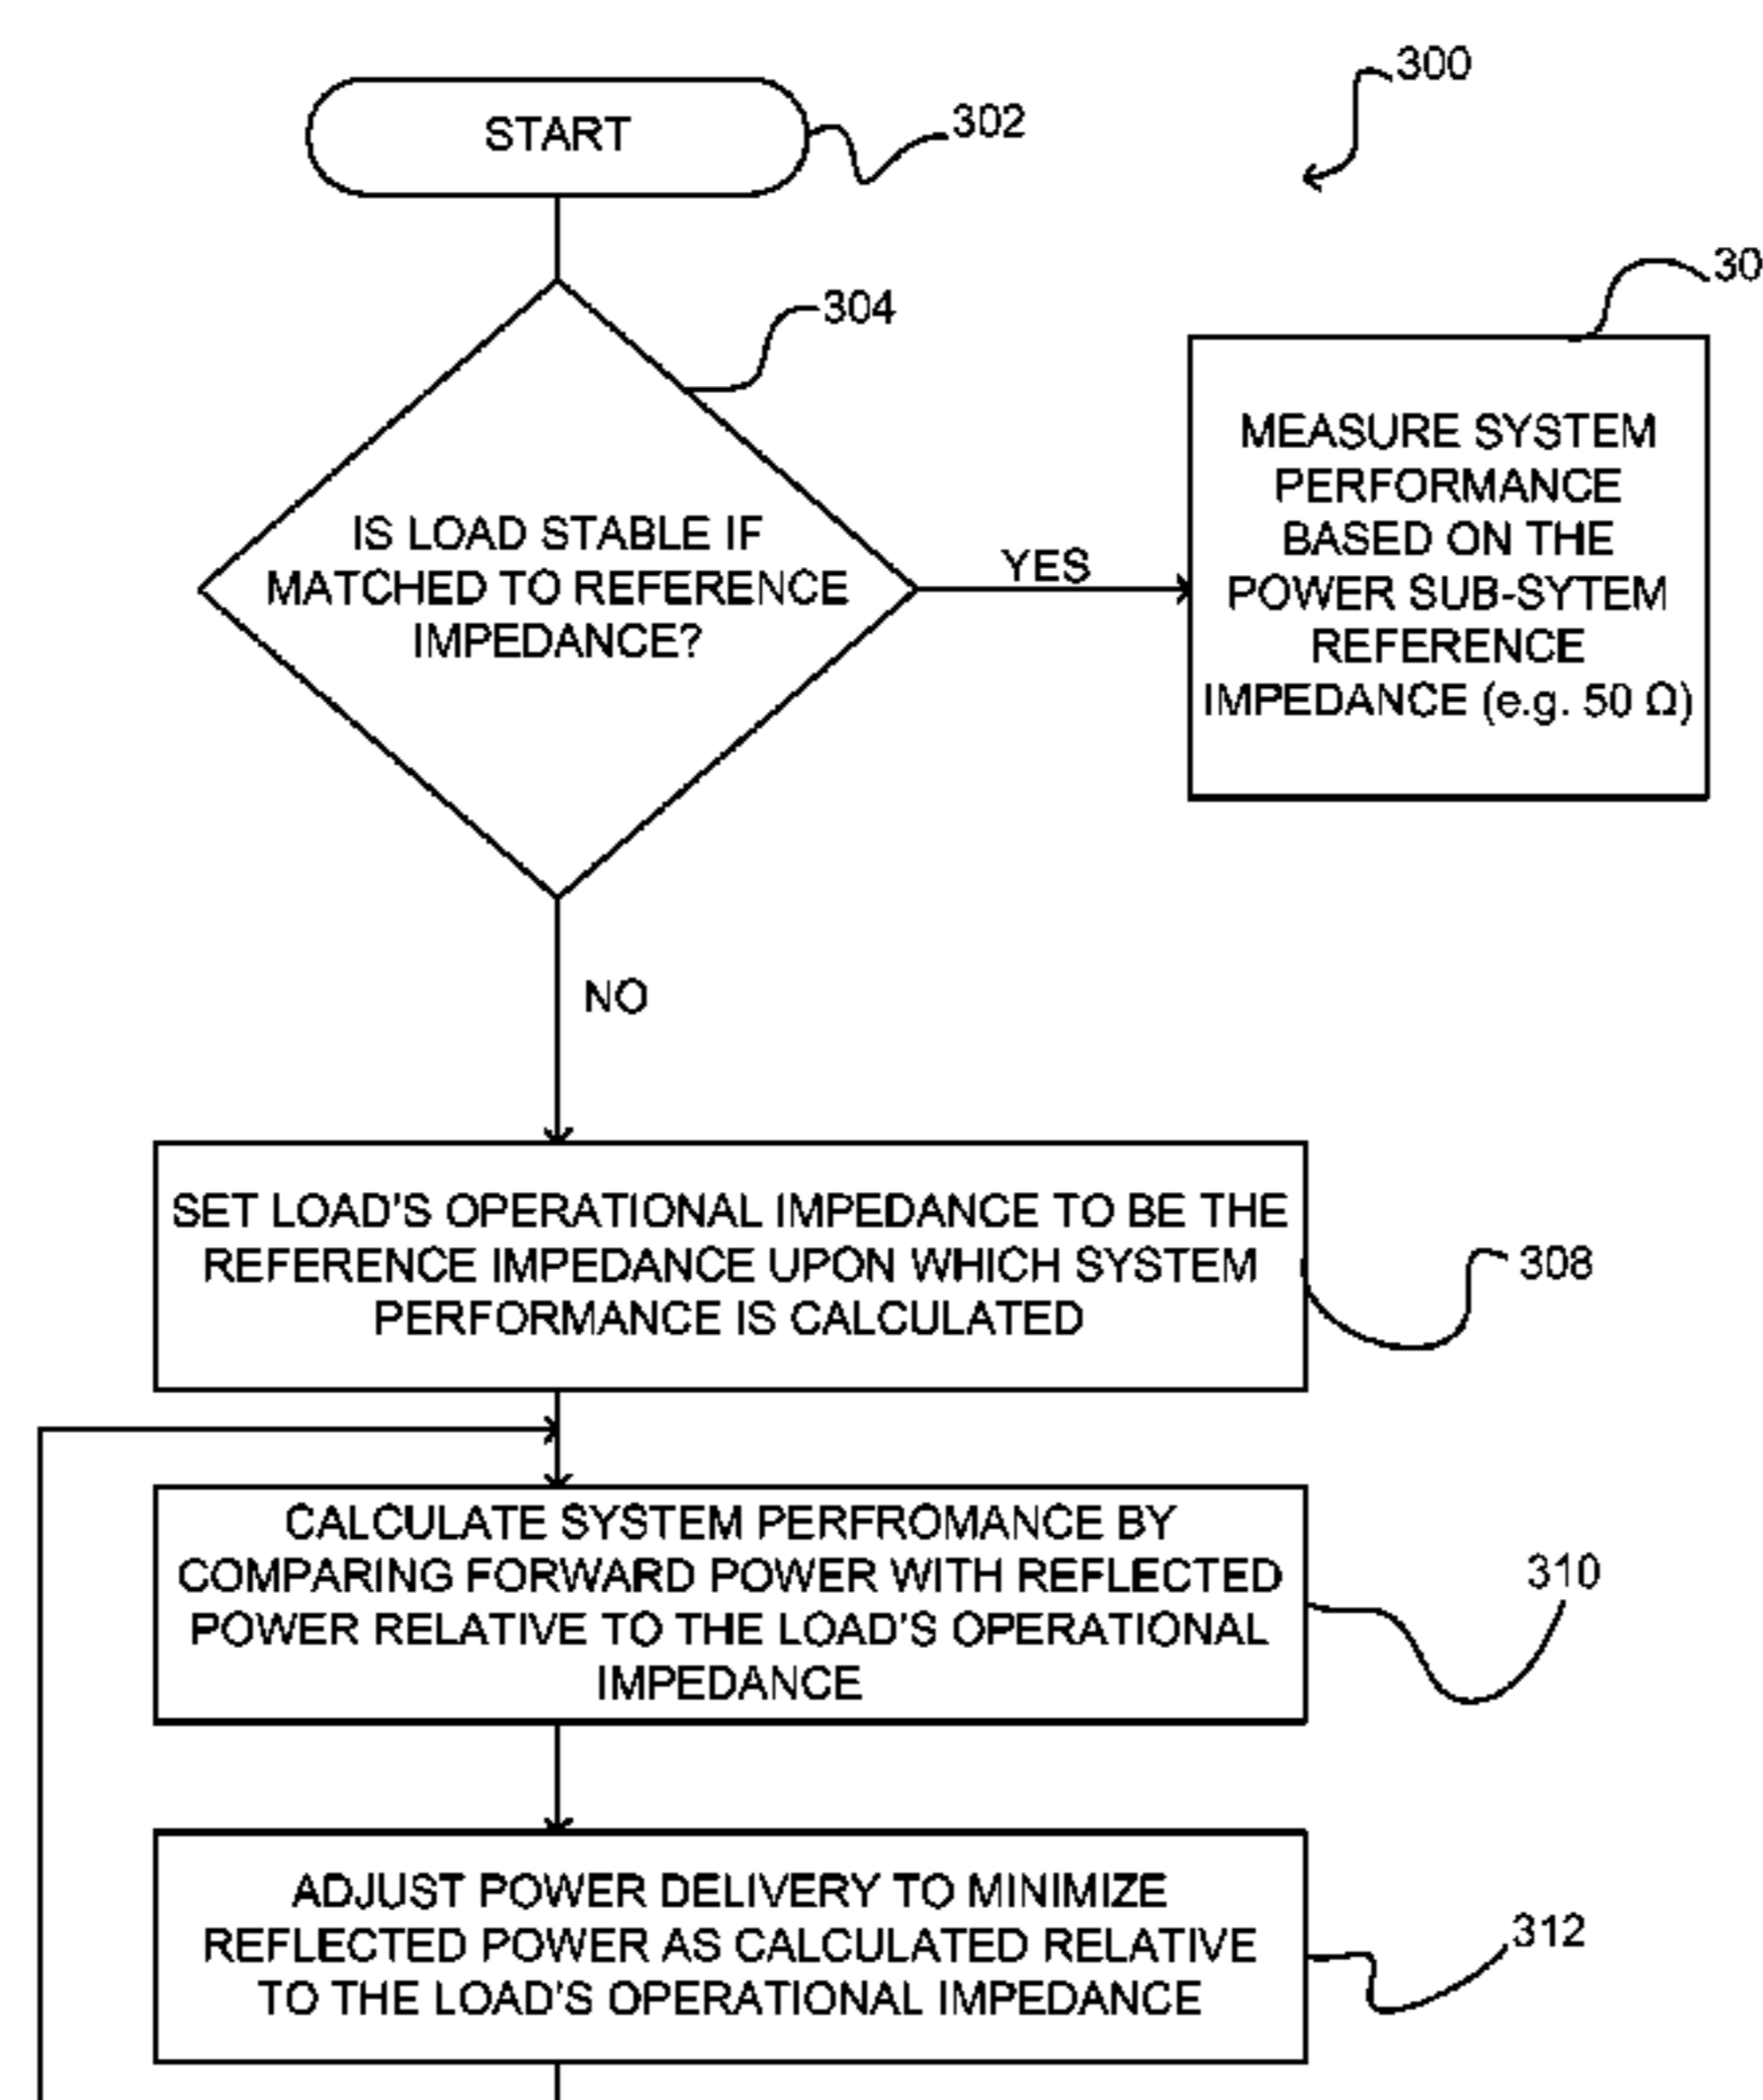 300
START
302
304
30
IS LOAD STABLE IF
MATCHED TO REFERENCE
IMPEDANCE?
YES
MEASURE SYSTEM
PERFORMANCE
BASED ON THE
POWER SUB-SYTEM
REFERENCE
IMPEDANCE (e.g. 50 Ω)
NO
SET LOAD'S OPERATIONAL IMPEDANCE TO BE THE
REFERENCE IMPEDANCE UPON WHICH SYSTEM
PERFORMANCE IS CALCULATED
308
CALCULATE SYSTEM PERFROMANCE BY
COMPARING FORWARD POWER WITH REFLECTED
POWER RELATIVE TO THE LOAD'S OPERATIONAL
IMPEDANCE
310
ADJUST POWER DELIVERY TO MINIMIZE
REFLECTED POWER AS CALCULATED RELATIVE
TO THE LOAD'S OPERATIONAL IMPEDANCE
312